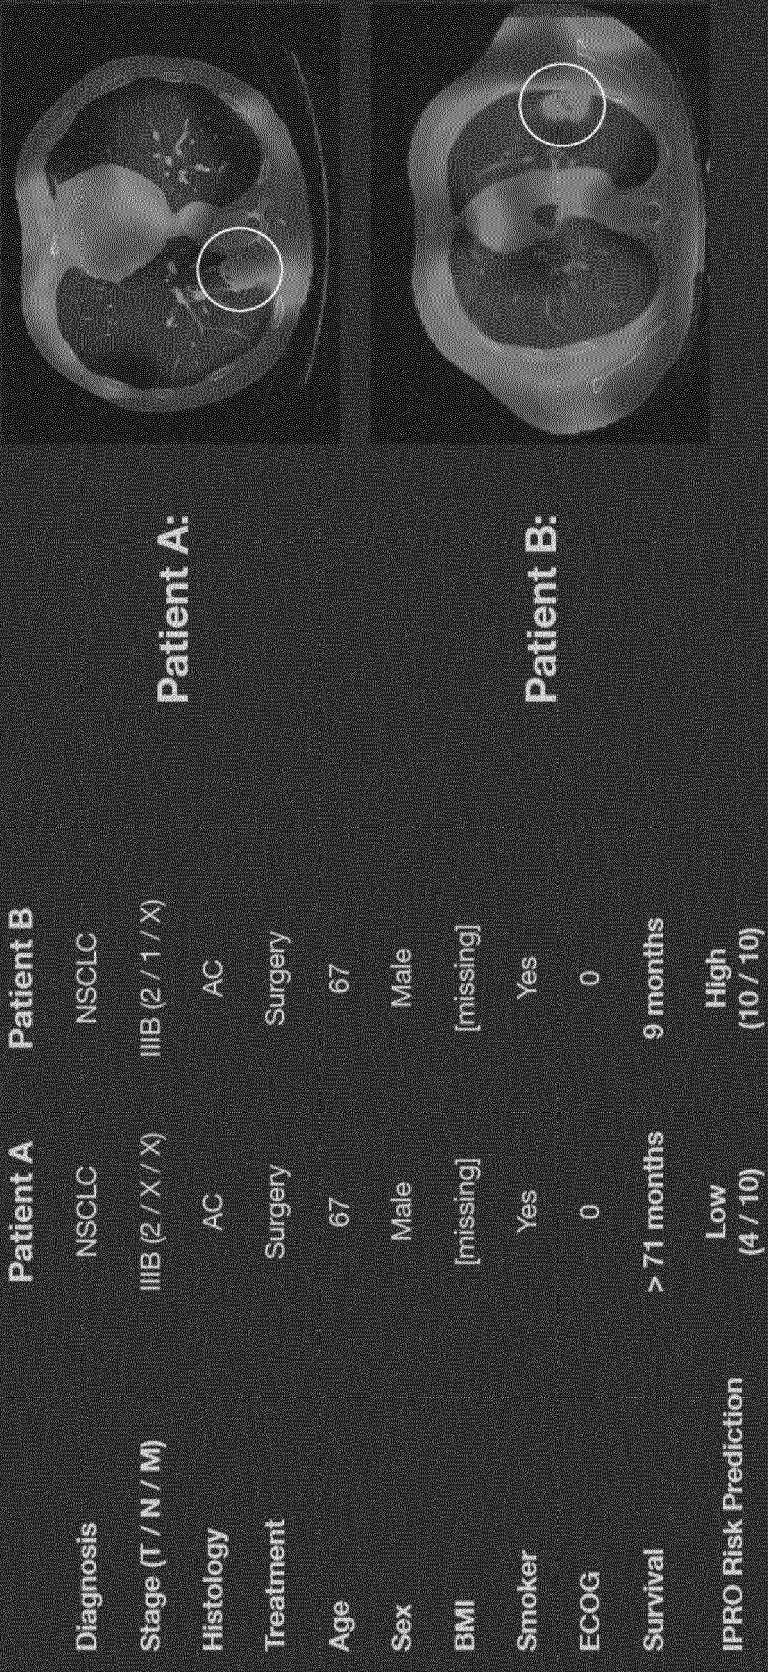 Patient A Patient B
Diagnosis NSCLC NSCLC
Stage (T / N / M) IIIB (2 / X / X) IIIB (2 / 1 / X)
Histology AC AC
Treatment Surgery Surgery
Age 67 67
Sex Male Male
BMI [missing] [missing]
Smoker Yes Yes
ECOG 0 0
Survival > 71 months 9 months
IPRO Risk Prediction Low High
(4 / 10) (10 / 10)
Patient A:
Patient B: